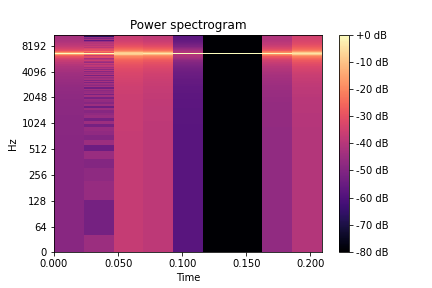 Power spectrogram
8192
4096
2048
1024
512
256
128
64
0
Hz
0.000 0.050 0.100 0.150 0.200
Time
+0 dB
-10 dB
-20 dB
-30 dB
-40 dB
-50 dB
-60 dB
-70 dB
-80 dB